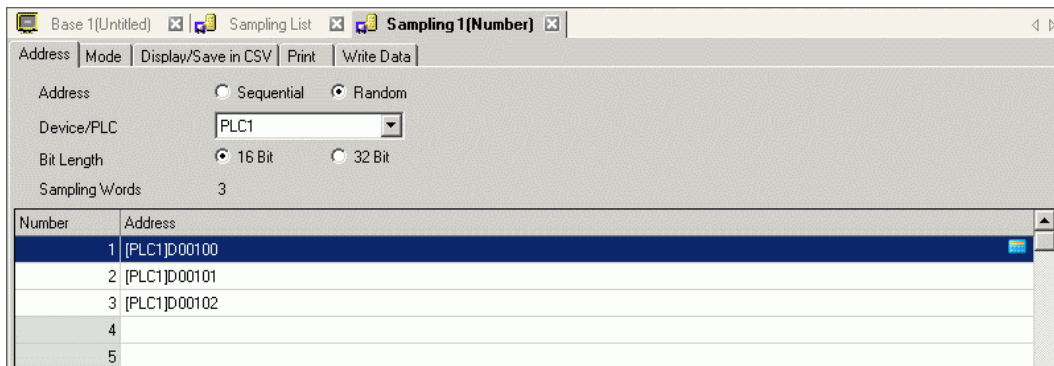 Base 1(Untitled) Sampling List Sampling 1(Number)
Address Mode Display/Save in CSV Print Write Data
Address Sequential Random
Device/PLC PLC1
Bit Length 16 Bit 32 Bit
Sampling Words 3
Number Address
1 [PLC1]D00100
2 [PLC1]D00101
3 [PLC1]D00102
4
5